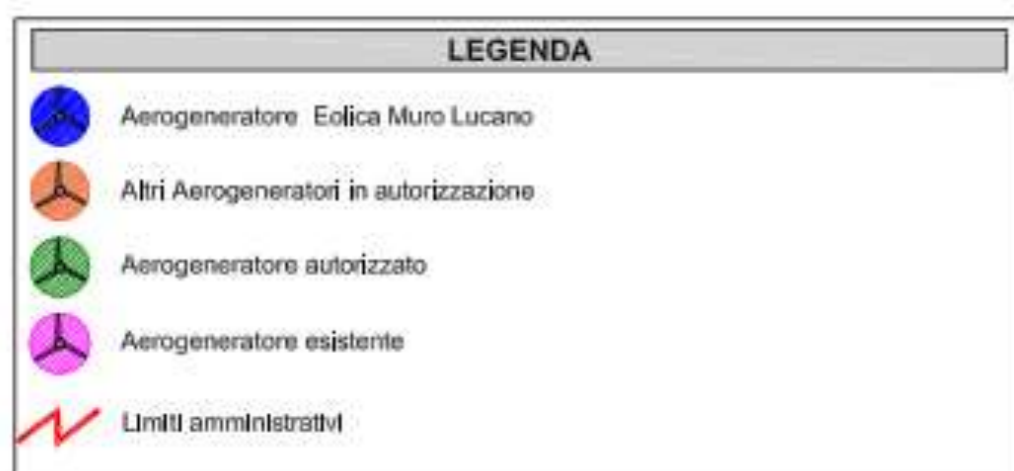 LEGENDA
Aerogeneratore Eolica Muro Lucano
Altri Aerogeneratori in autorizzazione
Aerogeneratore autorizzato
Aerogeneratore esistente
Limiti amministrativi